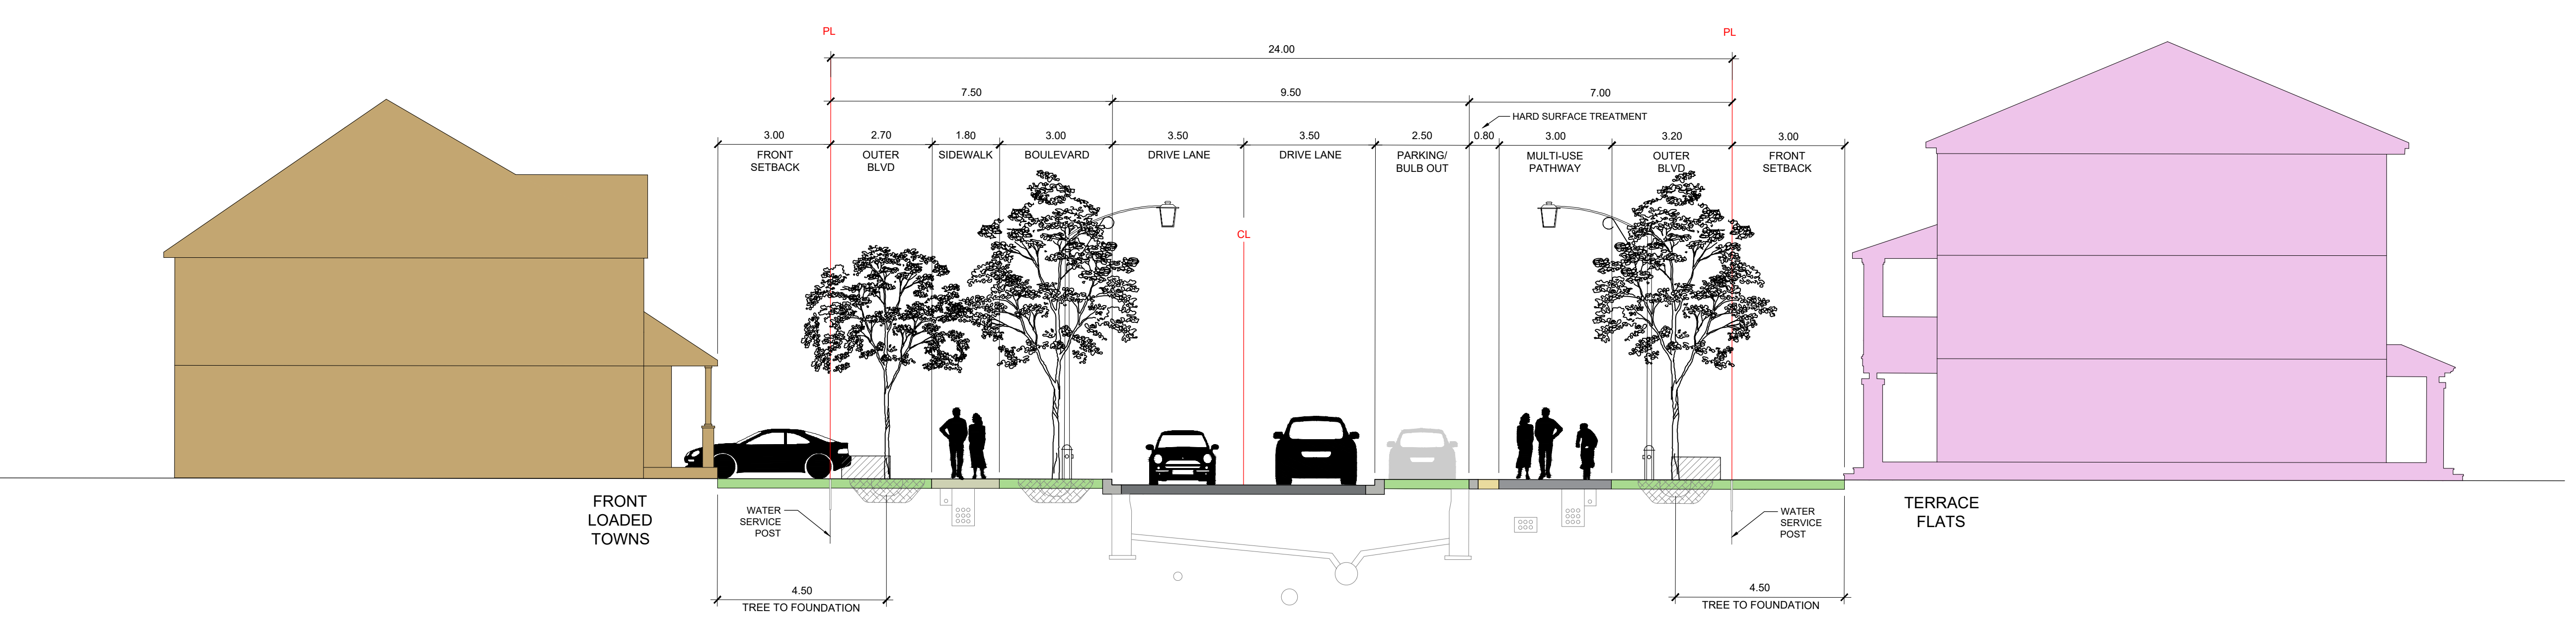 PL
PL
24.00
7.50
9.50
7.00
HARD SURFACE TREATMENT
3.00
2.70
1.80
3.00
3.50
3.50
2.50
0.80
3.00
3.20
3.00
FRONT
SETBACK
OUTER
BLVD
SIDEWALK
BOULEVARD
DRIVE LANE
DRIVE LANE
PARKING/
BULB OUT
MULTI-USE
PATHWAY
OUTER
BLVD
FRONT
SETBACK
CL
FRONT
LOADED
TOWNS
WATER
SERVICE
POST
WATER
SERVICE
POST
TERRACE
FLATS
4.50
TREE TO FOUNDATION
4.50
TREE TO FOUNDATION